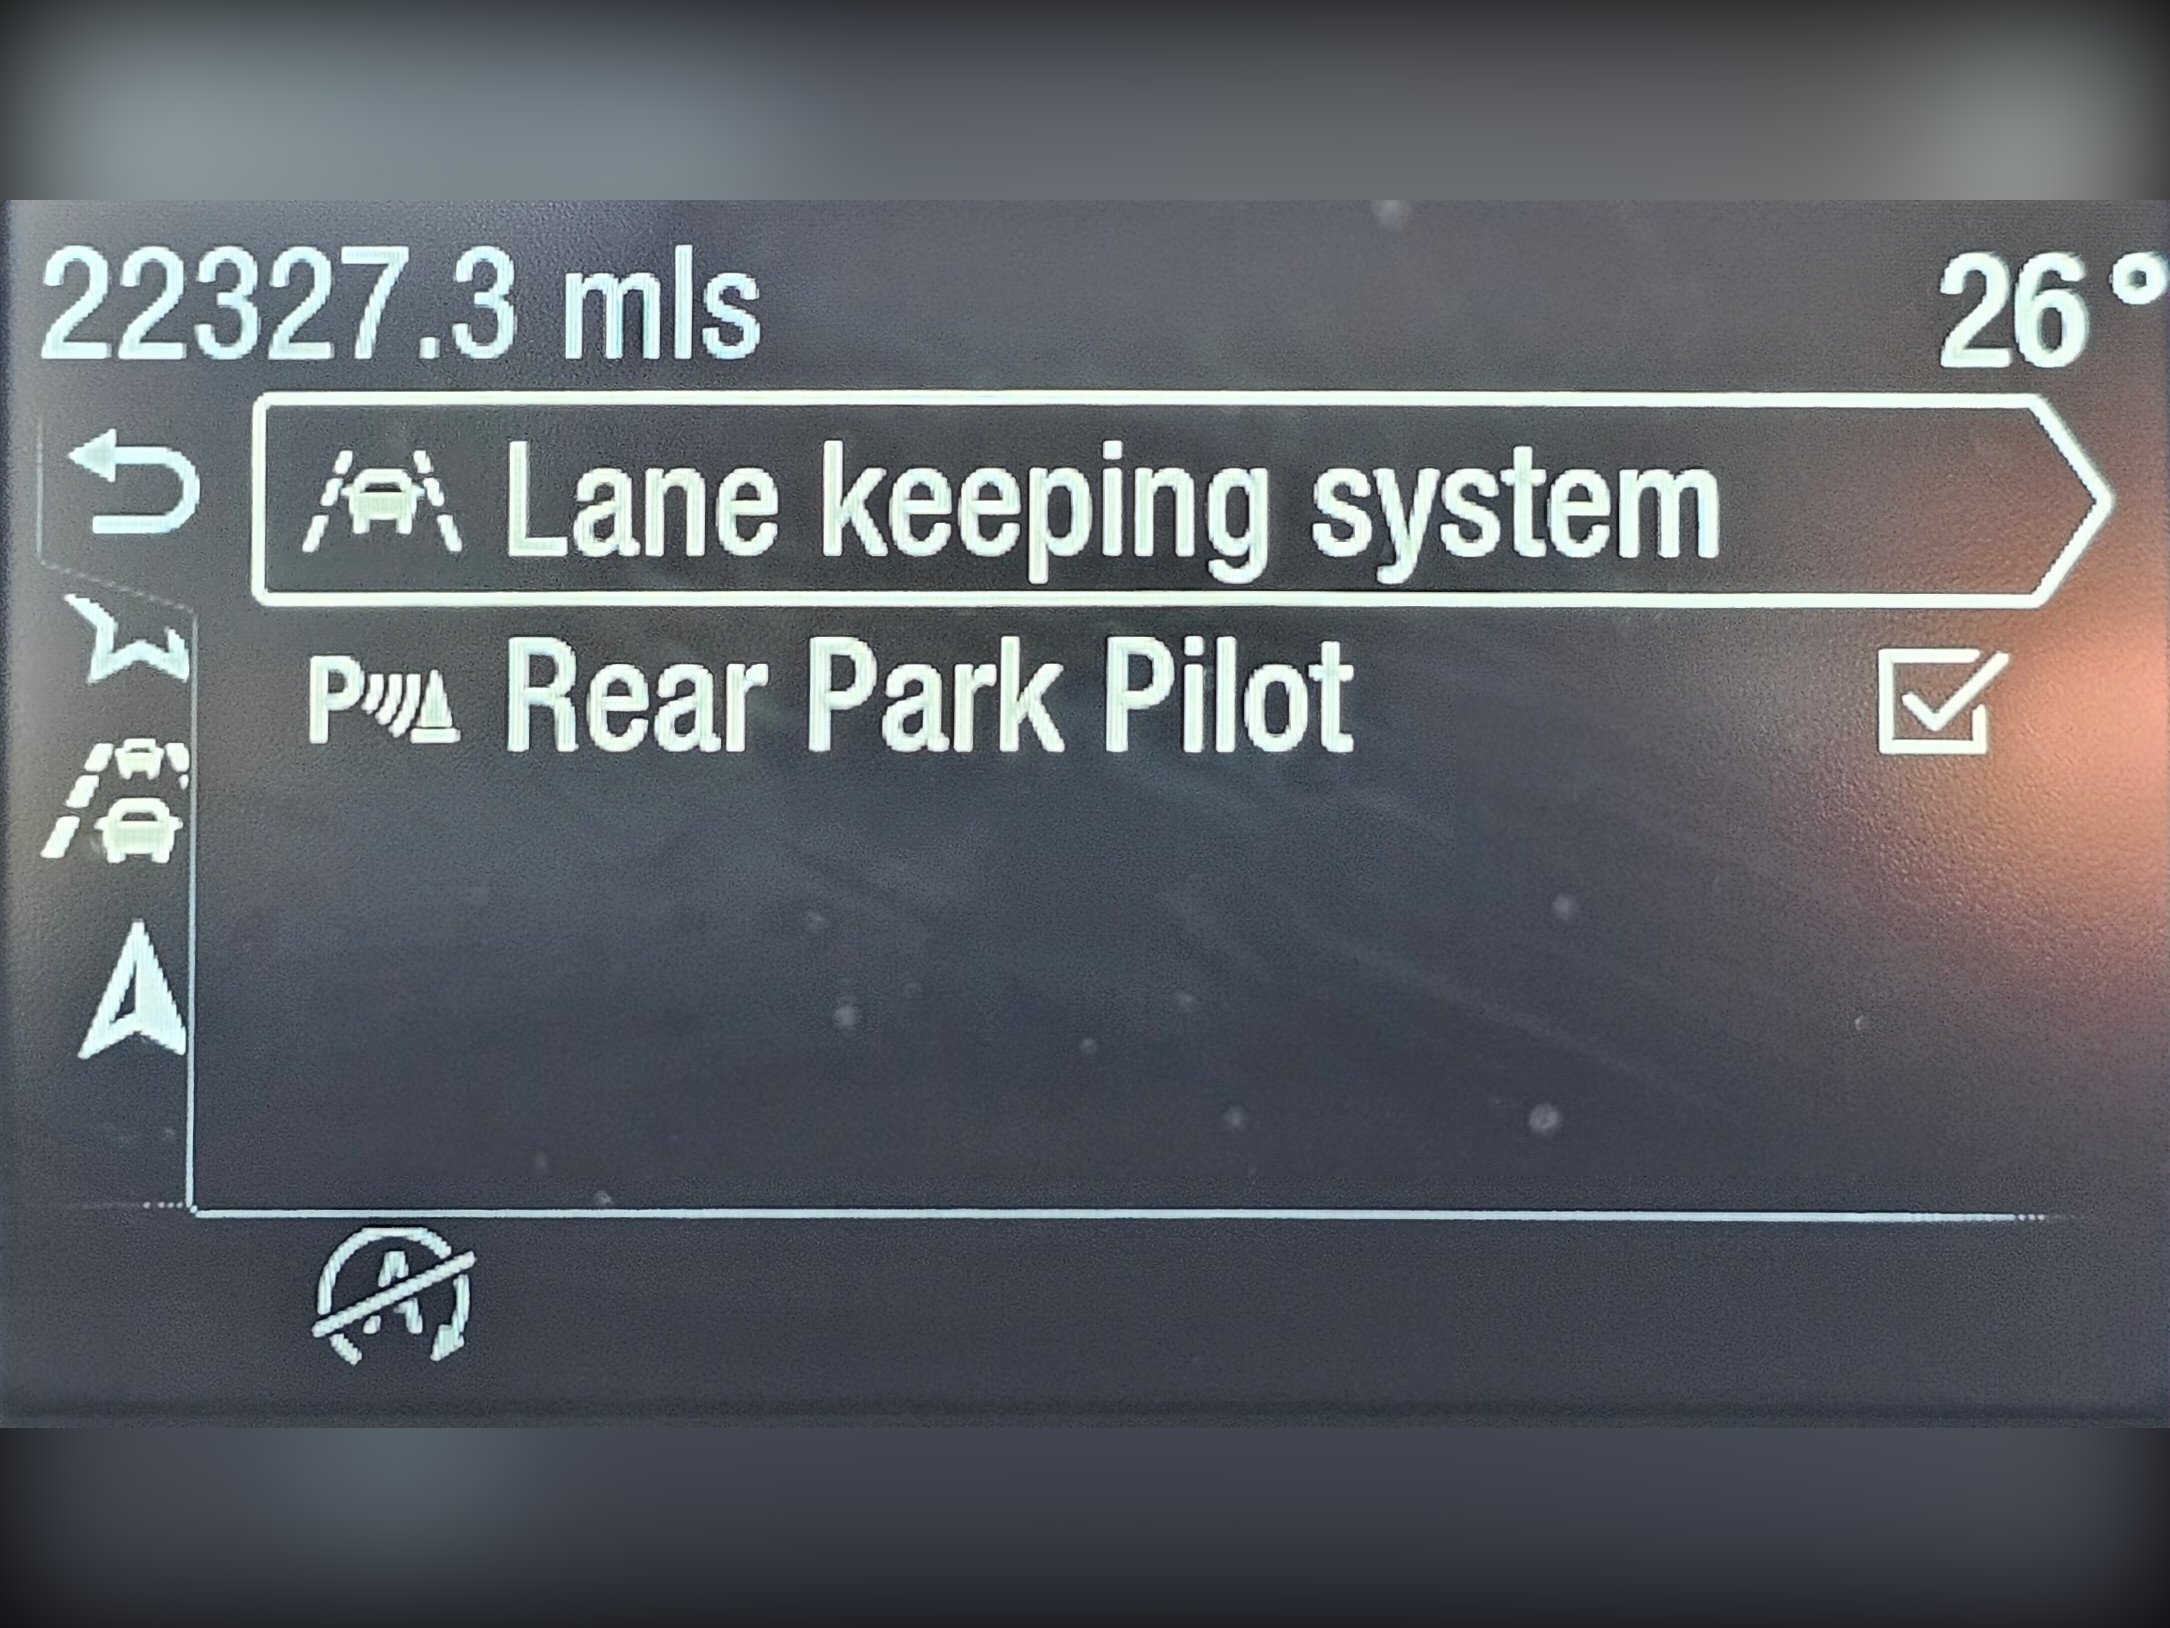 22327.3 mls
26°
Lane keeping system
P Rear Park Pilot
A